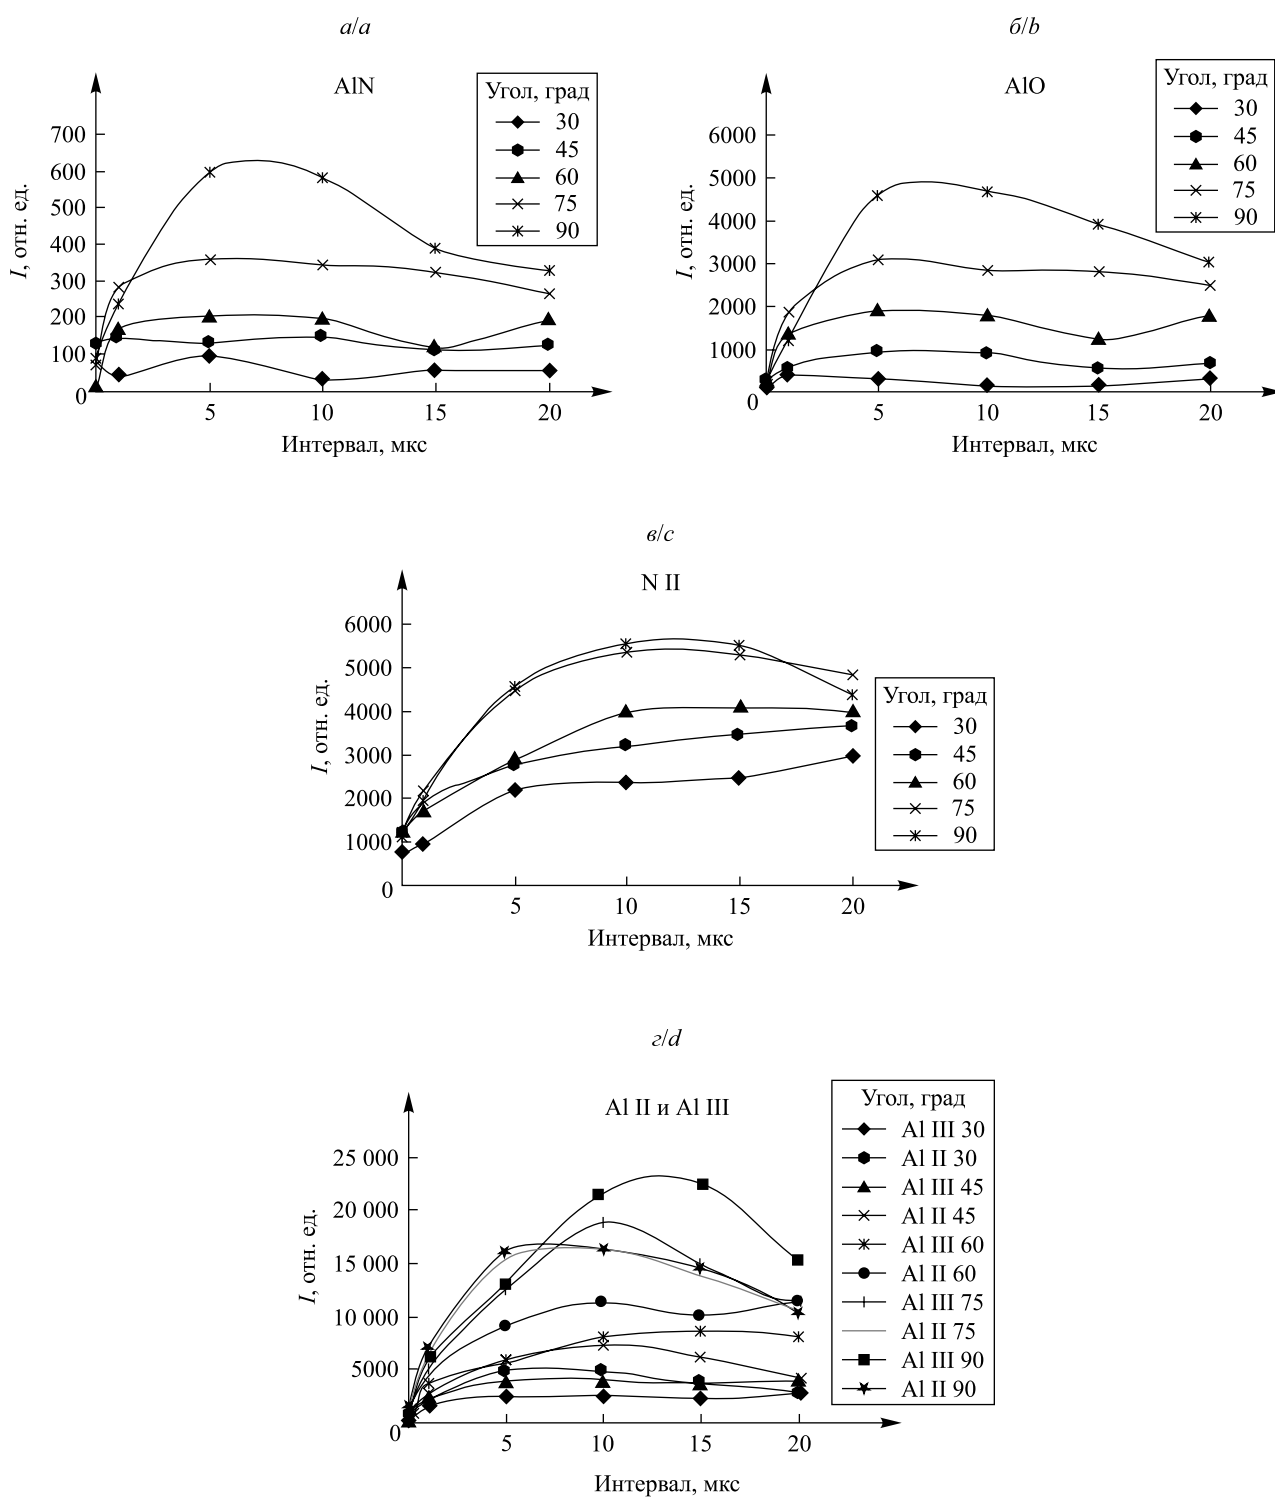 а/a
AlN
I, отн. ед.
700
600
500
400
300
200
100
0
5
10
15
20
Интервал, мкс
Угол, град
30
45
60
75
90
б/b
AlO
I, отн. ед.
6000
5000
4000
3000
2000
1000
0
5
10
15
20
Интервал, мкс
Угол, град
30
45
60
75
90
в/c
N II
I, отн. ед.
6000
5000
4000
3000
2000
1000
0
5
10
15
20
Интервал, мкс
Угол, град
30
45
60
75
90
г/d
Al II и Al III
I, отн. ед.
25 000
20 000
15 000
10 000
5000
0
5
10
15
20
Интервал, мкс
Угол, град
Al III 30
Al II 30
Al III 45
Al II 45
Al III 60
Al II 60
Al III 75
Al II 75
Al III 90
Al II 90